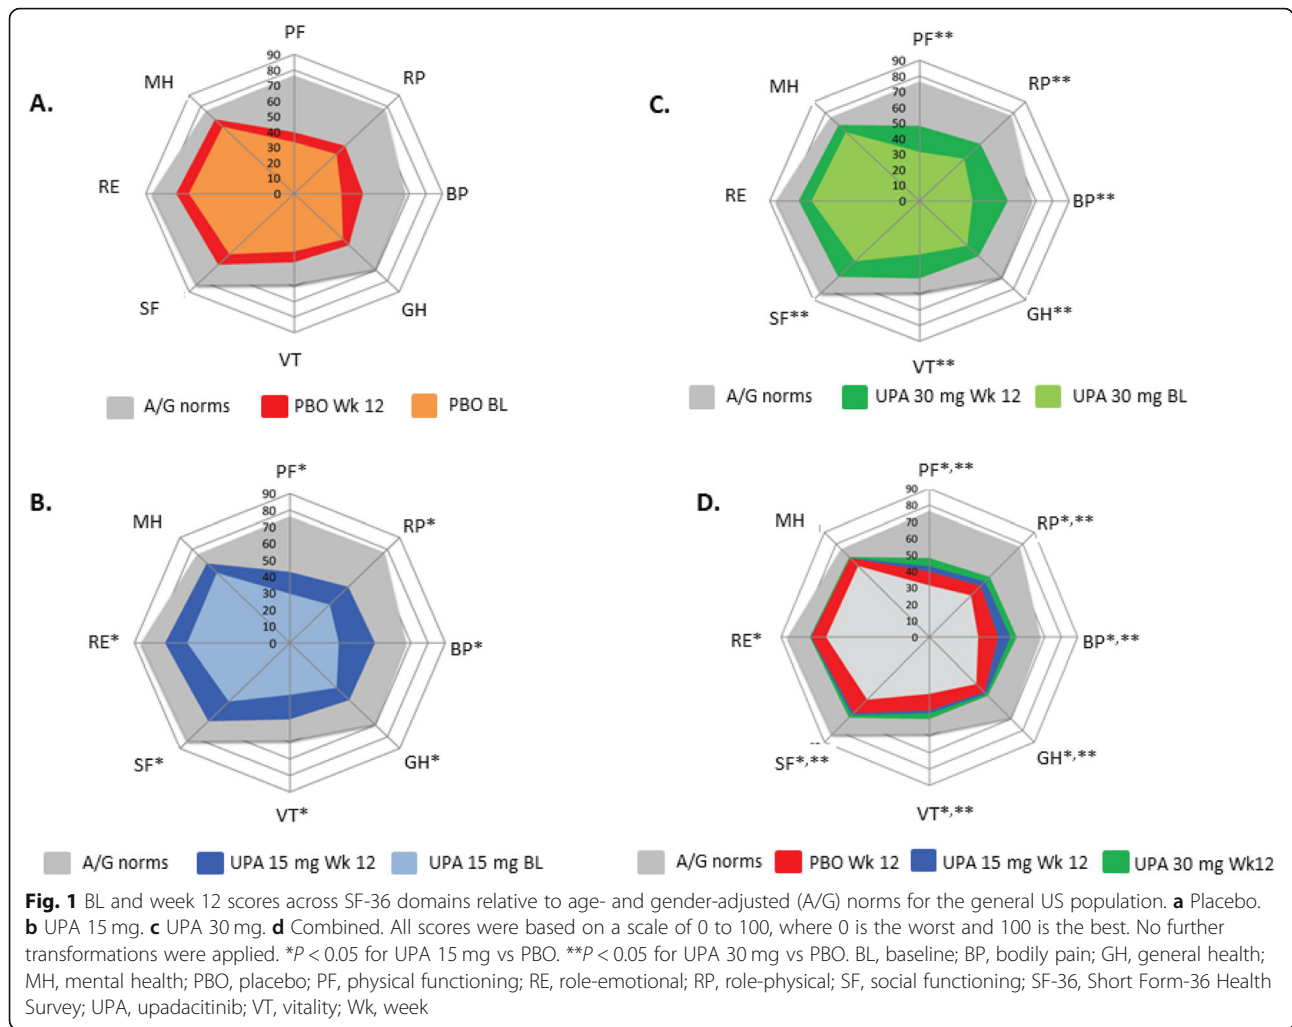 A.
PF
MH
RP
90
80
70
60
50
40
30
20
10
0
RE
BP
SF
GH
VT
A/G norms
PBO Wk 12
PBO BL
C.
PF**
MH
RP**
90
80
70
60
50
40
30
20
10
0
RE
BP**
SF**
GH**
VT**
A/G norms
UPA 30 mg Wk 12
UPA 30 mg BL
B.
PF*
MH
RP*
90
80
70
60
50
40
30
20
10
0
RE*
BP*
SF*
GH*
VT*
A/G norms
UPA 15 mg Wk 12
UPA 15 mg BL
D.
PF*,**
MH
RP*,**
90
80
70
60
50
40
30
20
10
0
RE*
BP*,**
SF*,**
GH*,**
VT*,**
A/G norms
PBO Wk 12
UPA 15 mg Wk 12
UPA 30 mg Wk12
Fig. 1 BL and week 12 scores across SF-36 domains relative to age- and gender-adjusted (A/G) norms for the general US population. a Placebo.
b UPA 15 mg. c UPA 30 mg. d Combined. All scores were based on a scale of 0 to 100, where 0 is the worst and 100 is the best. No further
transformations were applied. *P < 0.05 for UPA 15 mg vs PBO. **P < 0.05 for UPA 30 mg vs PBO. BL, baseline; BP, bodily pain; GH, general health;
MH, mental health; PBO, placebo; PF, physical functioning; RE, role-emotional; RP, role-physical; SF, social functioning; SF-36, Short Form-36 Health
Survey; UPA, upadacitinib; VT, vitality; Wk, week